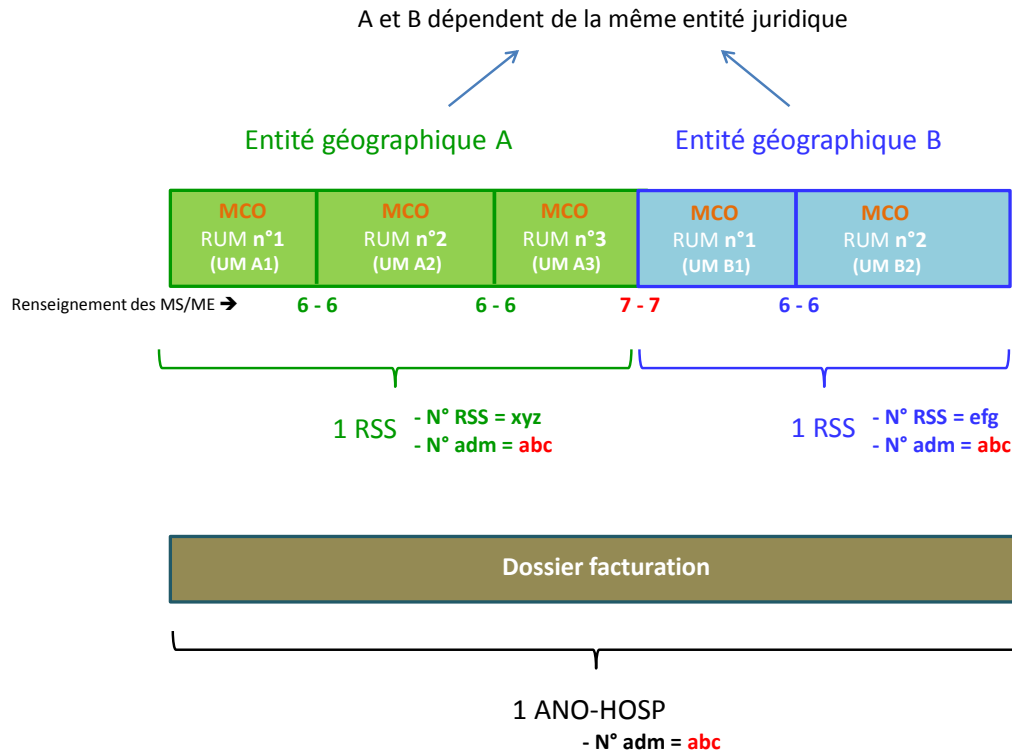 A et B dépendent de la même entité juridique
Entité géographique A
Entité géographique B
MCO
RUM n°1
(UM A1)
MCO
RUM n°2
(UM A2)
MCO
RUM n°3
(UM A3)
MCO
RUM n°1
(UM B1)
MCO
RUM n°2
(UM B2)
Renseignement des MS/ME ➔
6 - 6
6 - 6
7 - 7
6 - 6
1 RSS
- N° RSS = xyz
- N° adm = abc
1 RSS
- N° RSS = efg
- N° adm = abc
Dossier facturation
1 ANO-HOSP
- N° adm = abc